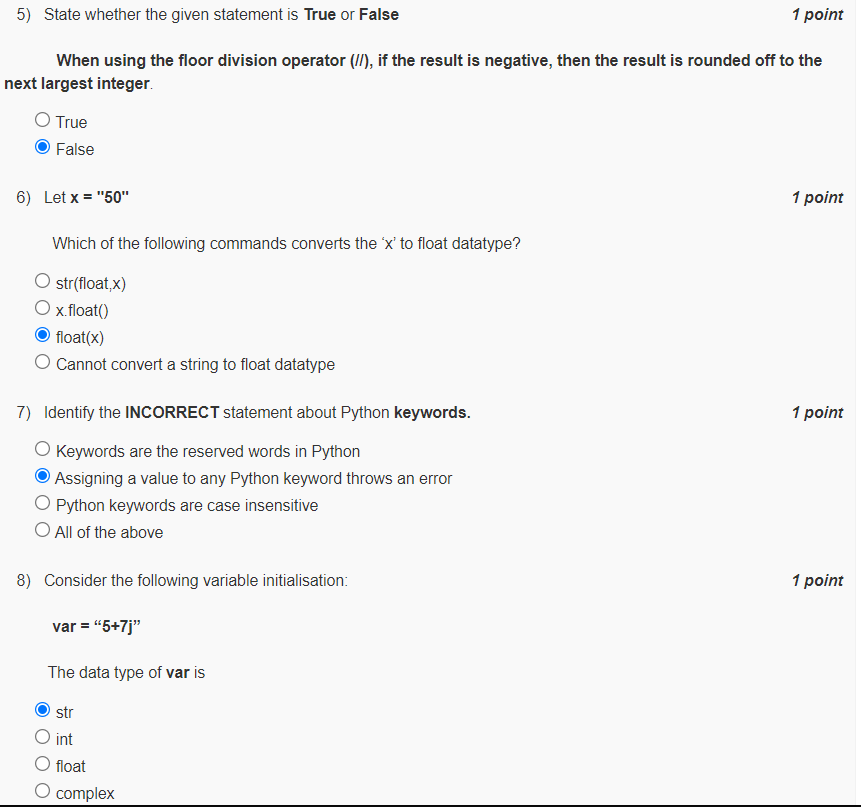 5) State whether the given statement is True or False 1 point
When using the floor division operator (//), if the result is negative, then the result is rounded off to the
next largest integer.
True
False
6) Let x = "50" 1 point
Which of the following commands converts the ‘x’ to float datatype?
str(float,x)
x.float()
float(x)
Cannot convert a string to float datatype
7) Identify the INCORRECT statement about Python keywords. 1 point
Keywords are the reserved words in Python
Assigning a value to any Python keyword throws an error
Python keywords are case insensitive
All of the above
8) Consider the following variable initialisation: 1 point
var = “5+7j”
The data type of var is
str
int
float
complex